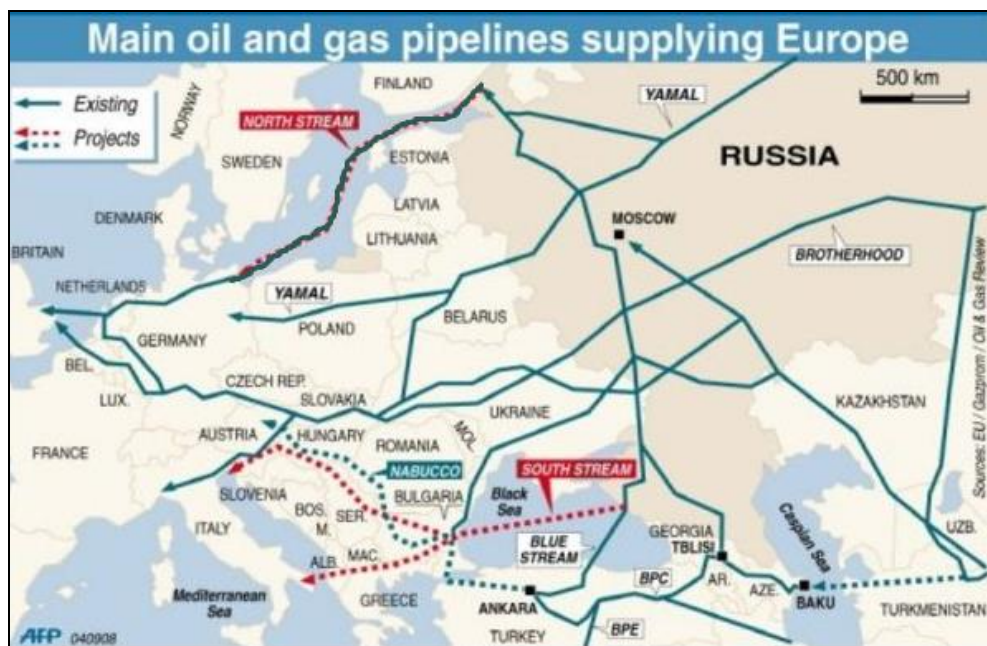 Main oil and gas pipelines supplying Europe
Existing
Projects
500 km
NORWAY
FINLAND
YAMAL
NORTH STREAM
SWEDEN
ESTONIA
RUSSIA
LATVIA
DENMARK
MOSCOW
LITHUANIA
BRITAIN
BROTHERHOOD
NETHERLANDS
YAMAL
POLAND
BELARUS
GERMANY
BEL.
CZECH REP.
LUX.
SLOVAKIA
KAZAKHSTAN
UKRAINE
AUSTRIA
HUNGARY
ROMANIA
MOL.
FRANCE
NABUCCO
SOUTH STREAM
SLOVENIA
BULGARIA
Black
Sea
Caspian Sea
BOS.
M.
SER.
ITALY
GEORGIA
UZB.
BLUE
STREAM
TBLISI
ALB.
MAC.
BPC
AR.
AZE.
Mediterranean
Sea
GREECE
ANKARA
BAKU
TURKMENISTAN
TURKEY
BPE
AFP 040908
Sources: EU / Gazprom / Oil & Gas Review